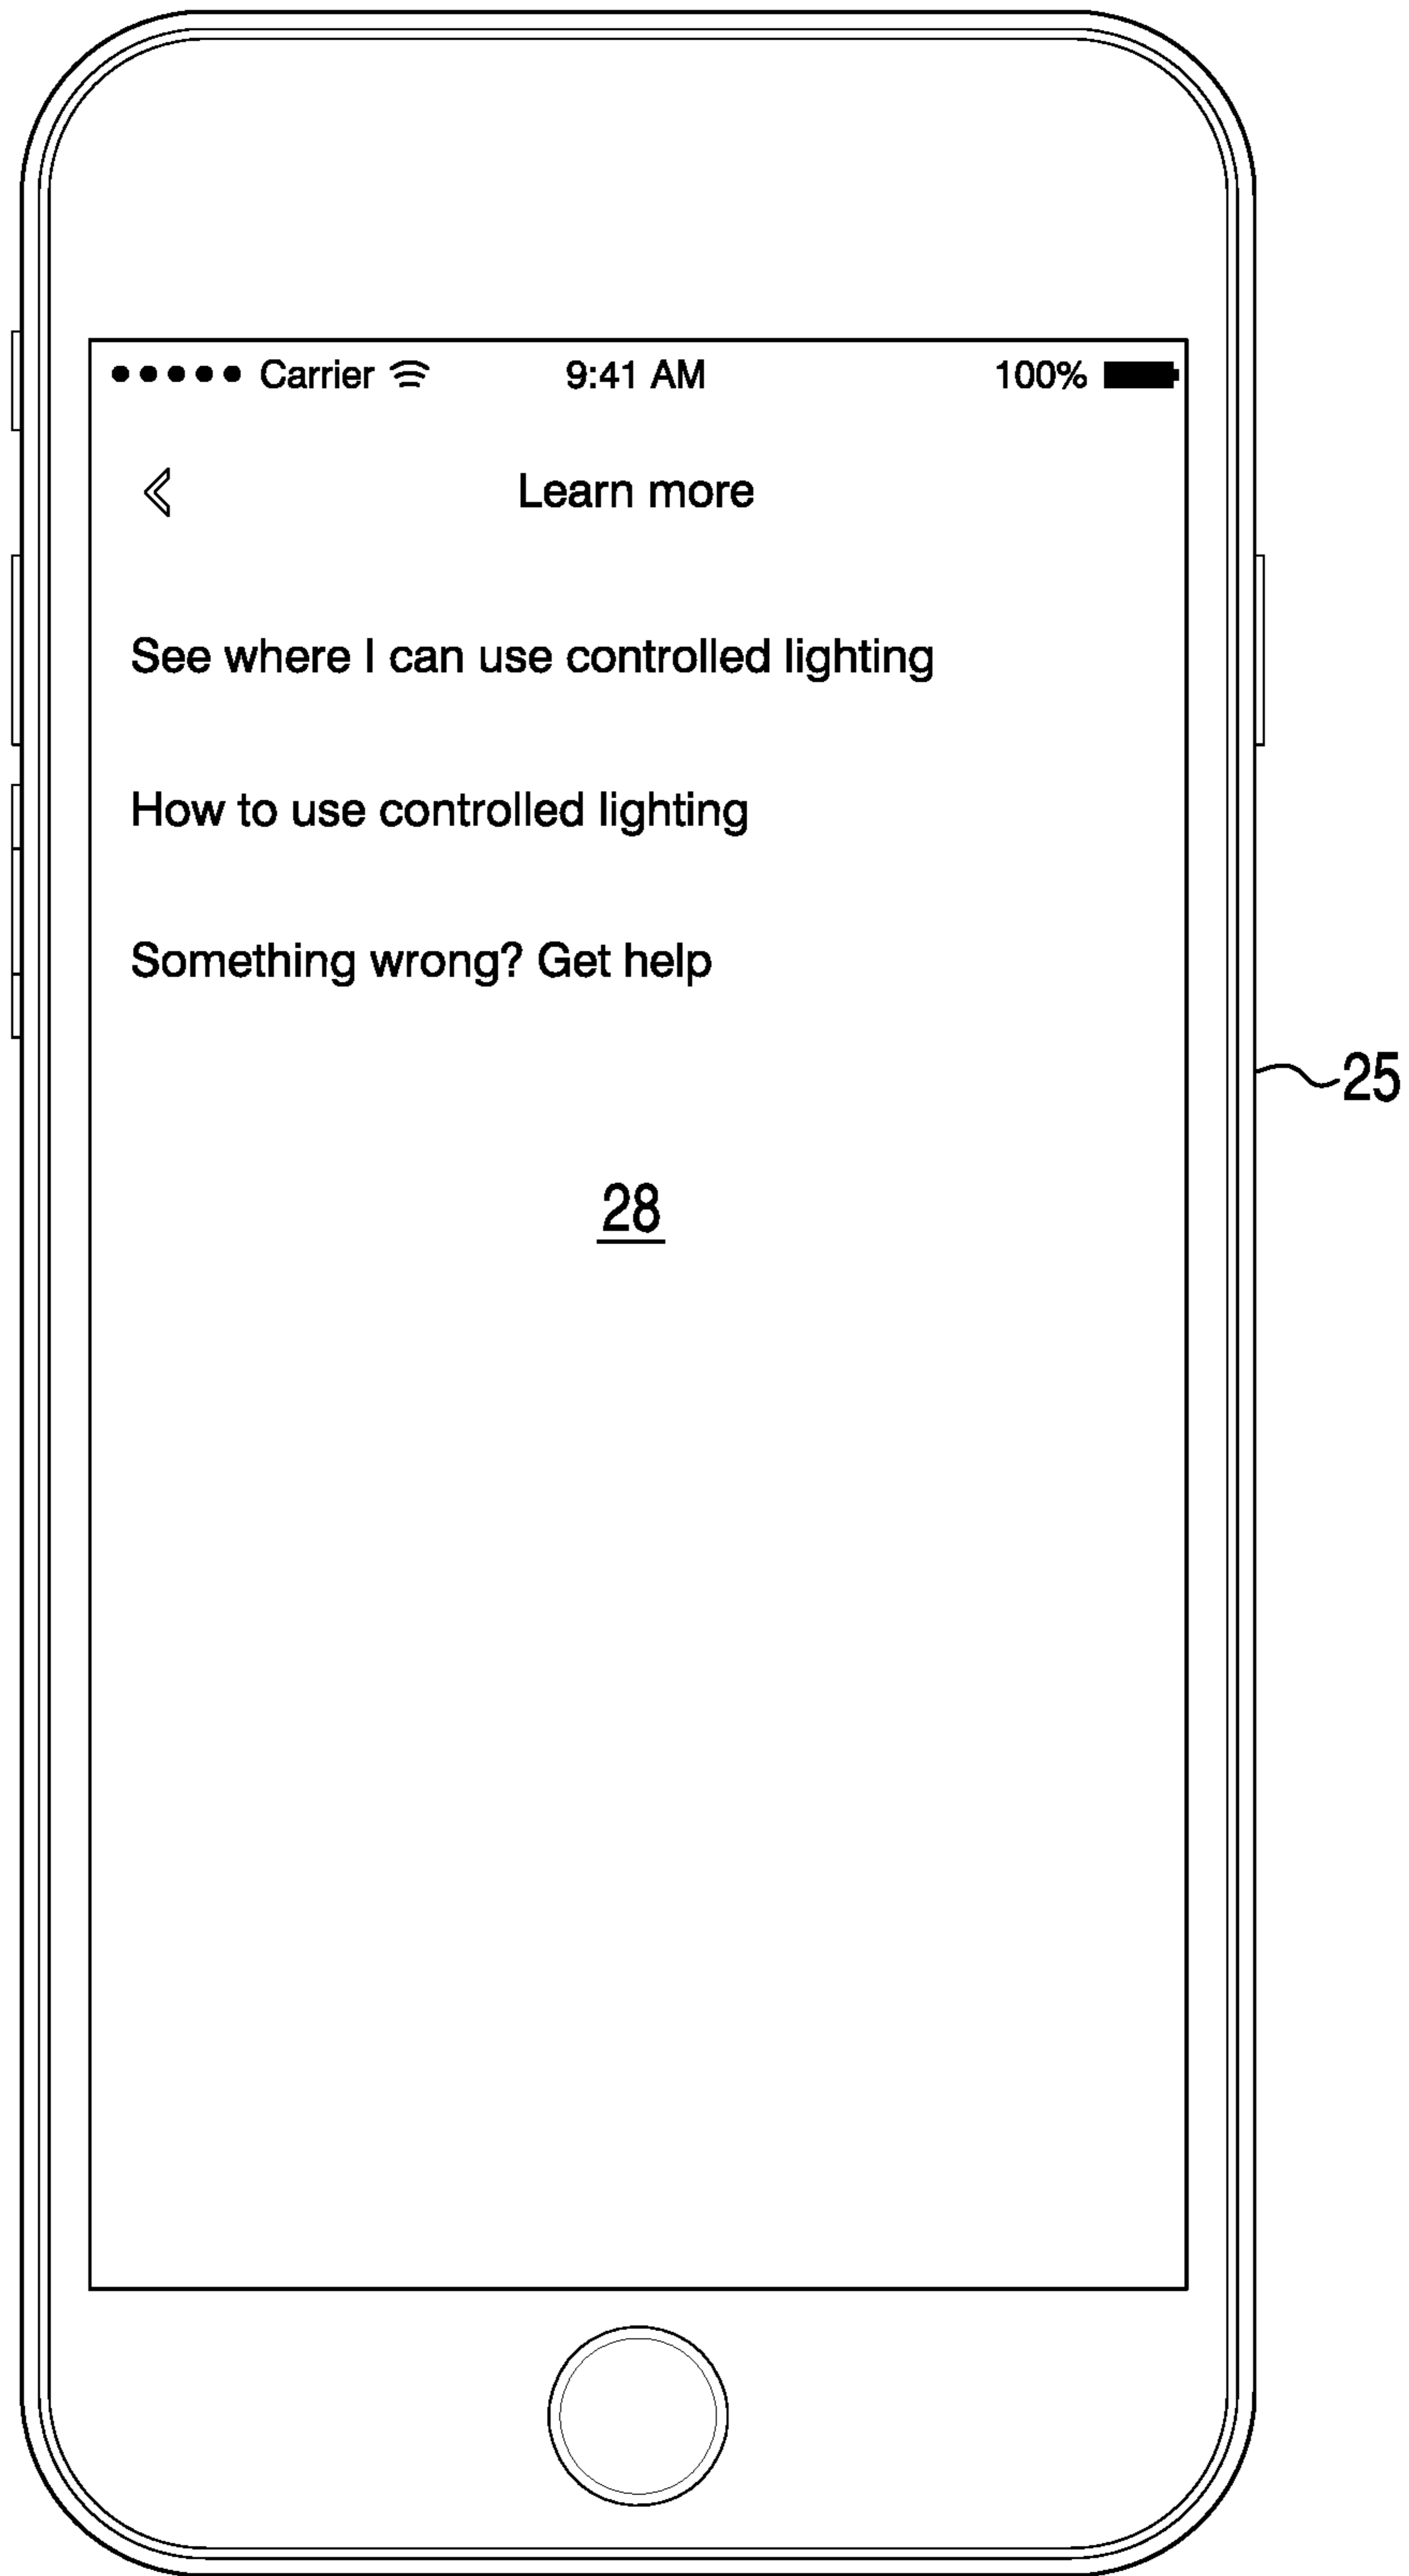 Carrier 9:41 AM 100%
Learn more
See where I can use controlled lighting
How to use controlled lighting
Something wrong? Get help
25
28